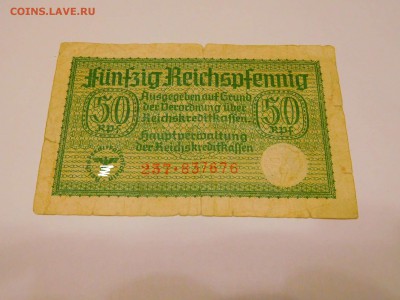 COINS.LAVE.RU
Fünfzig Reichspfennig
50 Rpf.
Ausgegeben auf Grund
der Verordnung über
Reichskreditkassen.
Hauptverwaltung
der Reichskreditkassen
50 Rpf.
237·837676